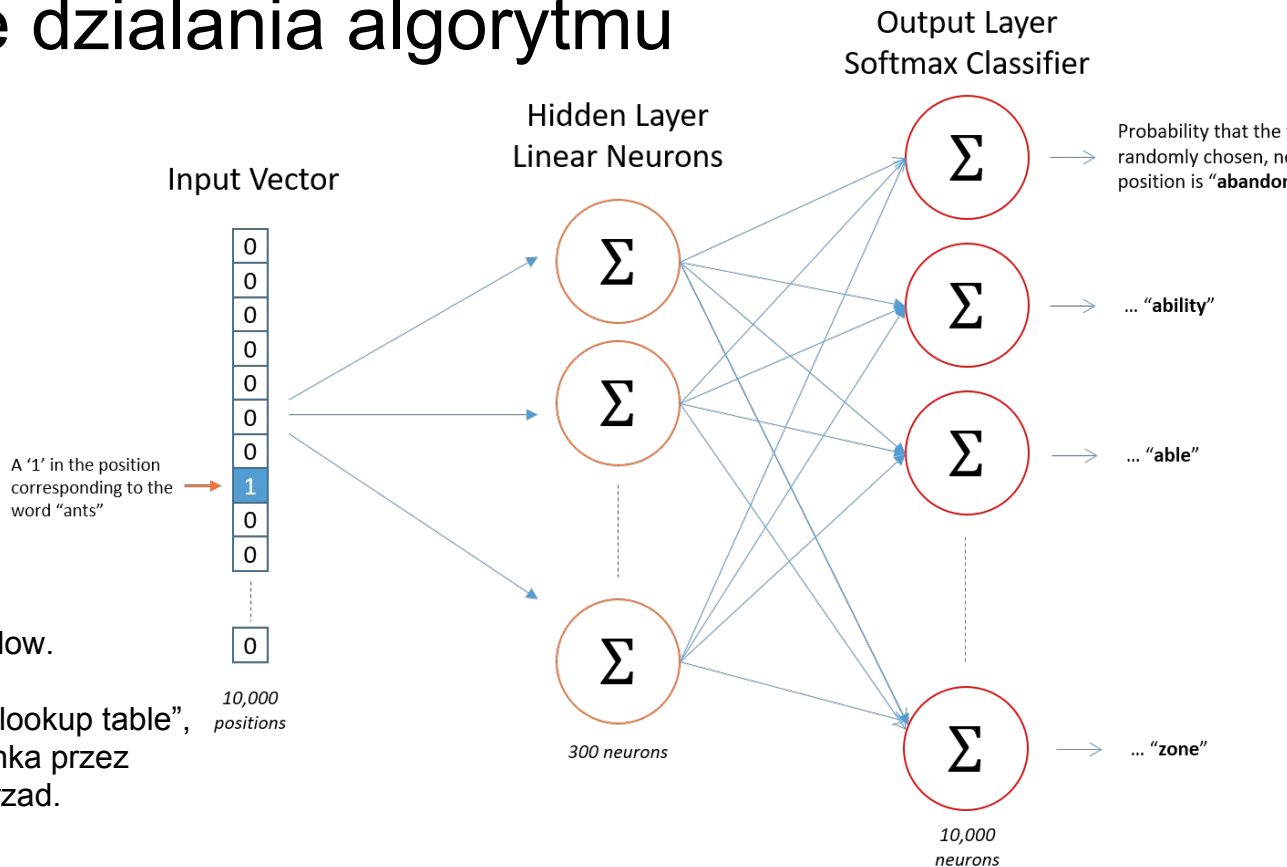 e dzialania algorytmu
Output Layer
Softmax Classifier
Hidden Layer
Linear Neurons
Input Vector
0
0
0
0
0
0
0
1
0
0
0
10,000
positions
A ‘1’ in the position
corresponding to the
word “ants”
Σ
Σ
Σ
300 neurons
Σ
Σ
Σ
Σ
10,000
neurons
Probability that the
randomly chosen, ne
position is “abandon
... “ability”
... “able”
... “zone”
low.
lookup table”,
nka przez
rzad.